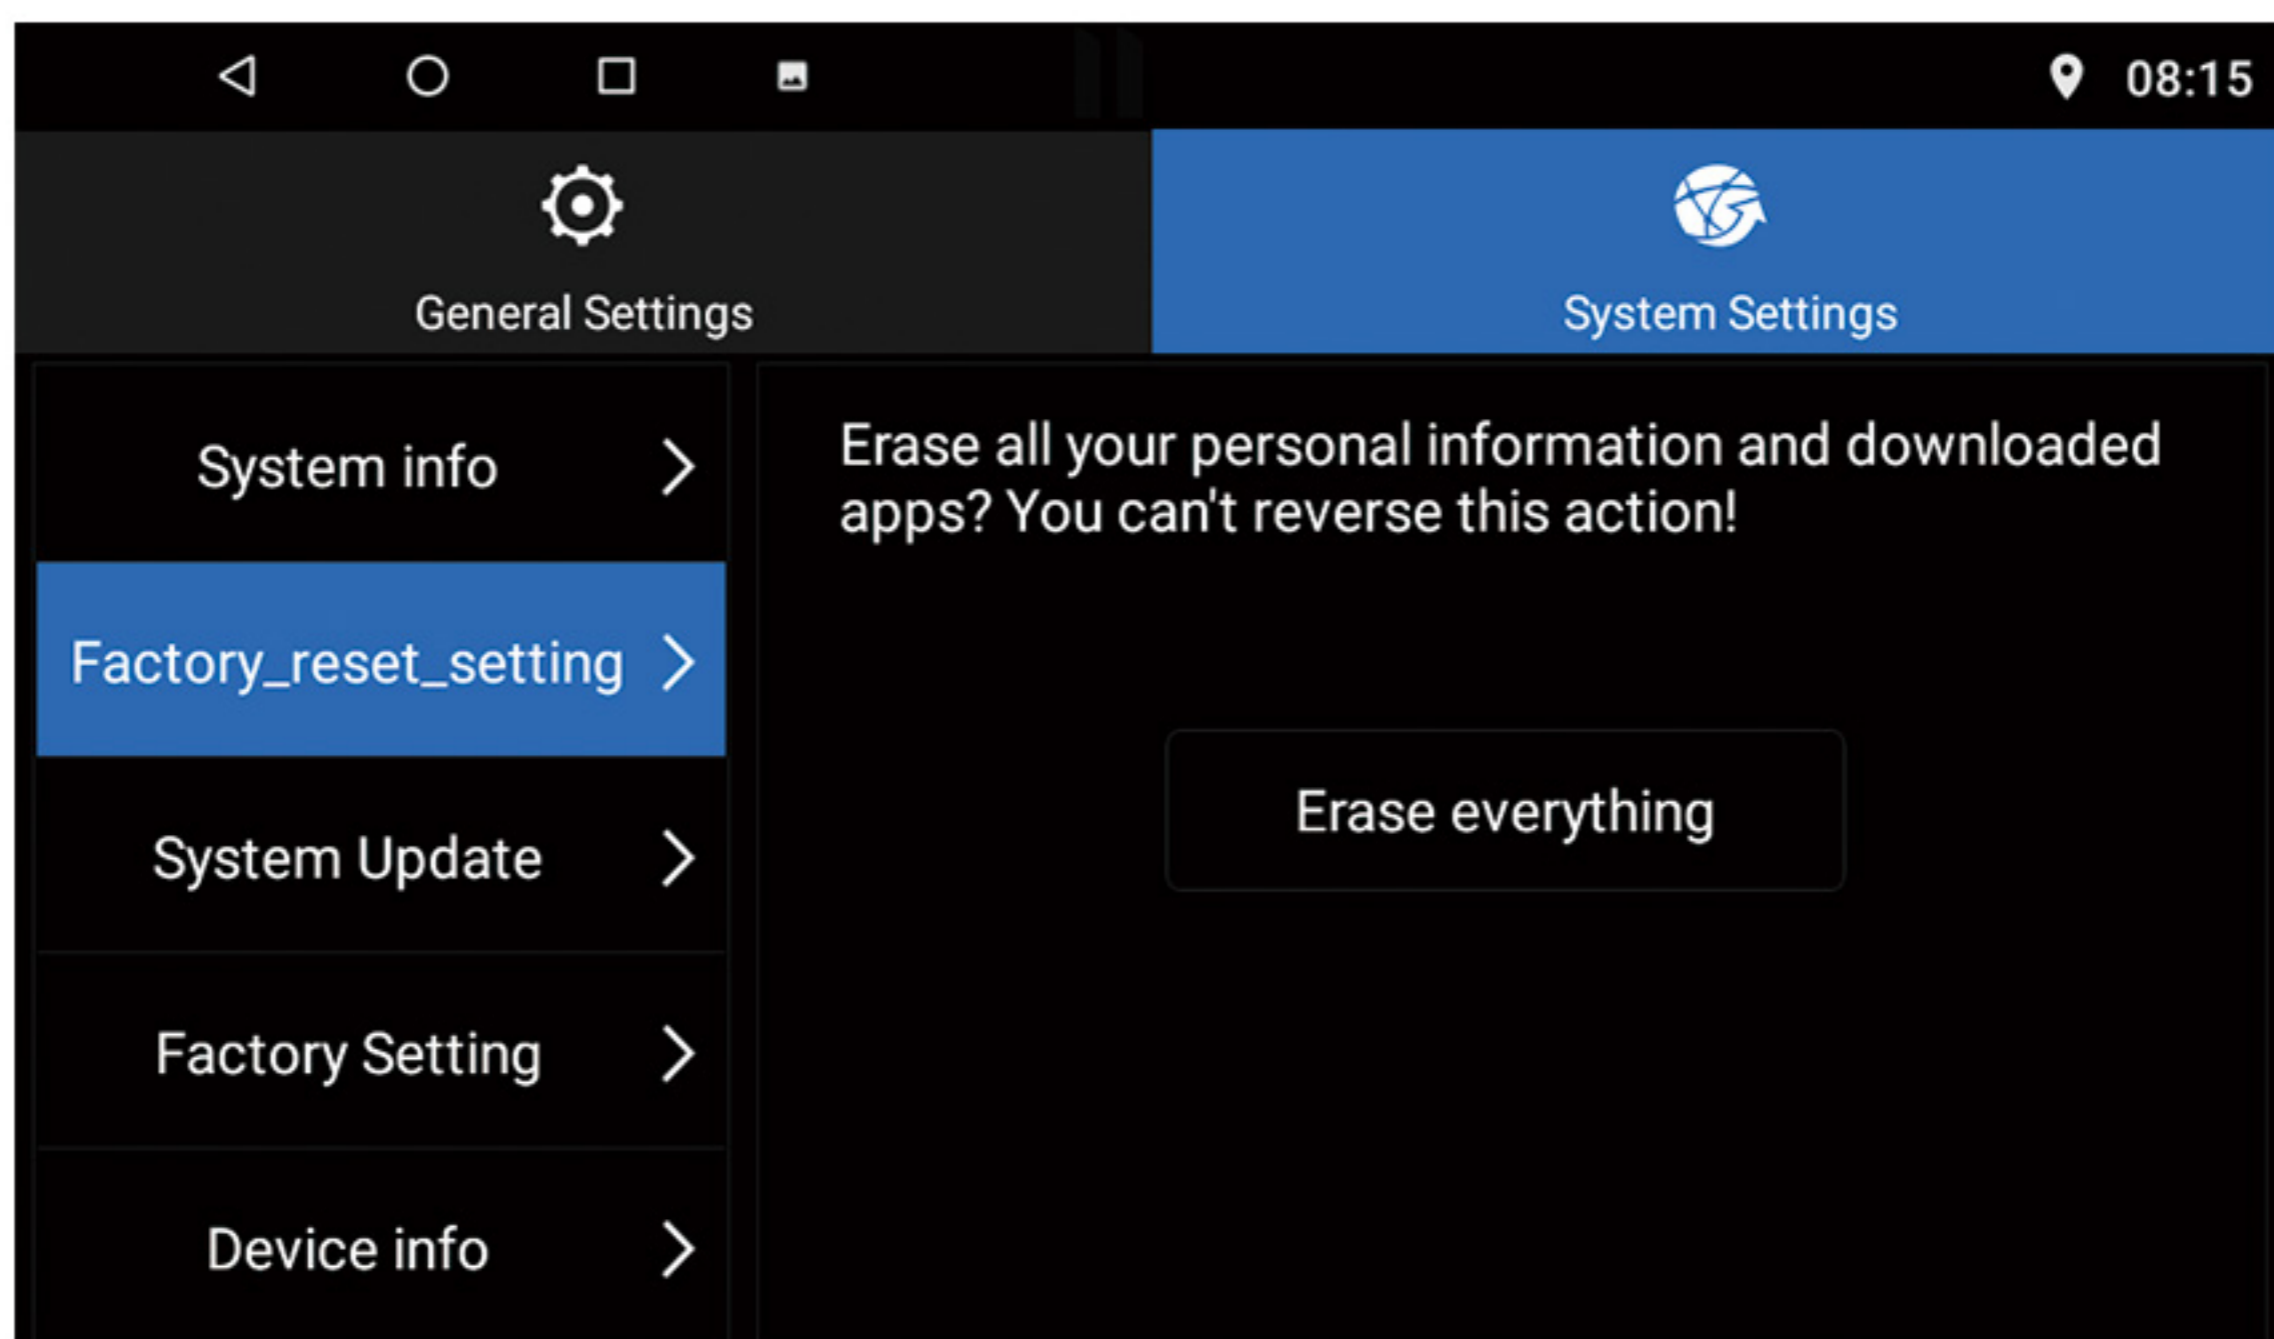 08:15
General Settings
System Settings
System info
Factory_reset_setting
System Update
Factory Setting
Device info
Erase all your personal information and downloaded
apps? You can't reverse this action!
Erase everything